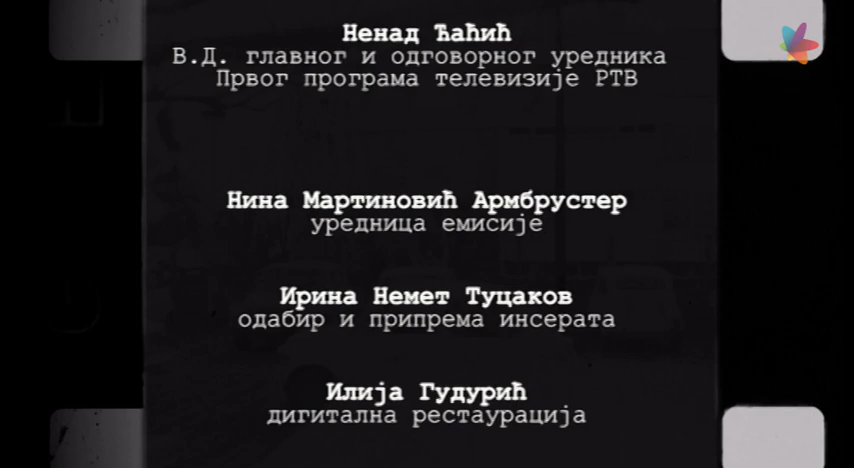 Ненад Ћаћић
В.Д. главног и одговорног уредника
Првог програма телевизије РТВ
Нина Мартиновић Армбрустер
уредница емисије
Ирина Немет Туцаков
одабир и припрема инсерата
Илија Гудурић
дигитална рестаурација